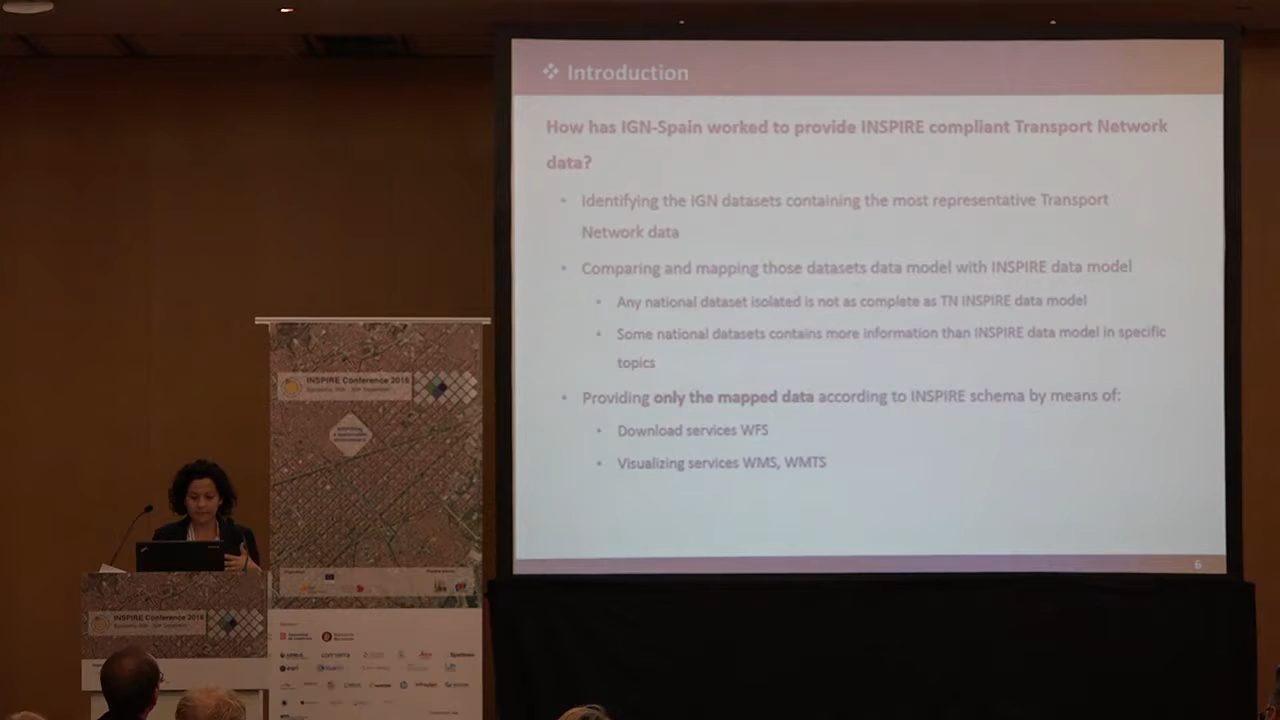 ❖ Introduction
How has IGN-Spain worked to provide INSPIRE compliant Transport Network
data?
• Identifying the IGN datasets containing the most representative Transport
Network data
• Comparing and mapping those datasets data model with INSPIRE data model
• Any national dataset isolated is not as complete as TN INSPIRE data model
• Some national datasets contains more information than INSPIRE data model in specific
topics
• Providing only the mapped data according to INSPIRE schema by means of:
• Download services WFS
• Visualizing services WMS, WMTS
6
INSPIRE Conference 2016
INSPIRE Conference 2016
esri